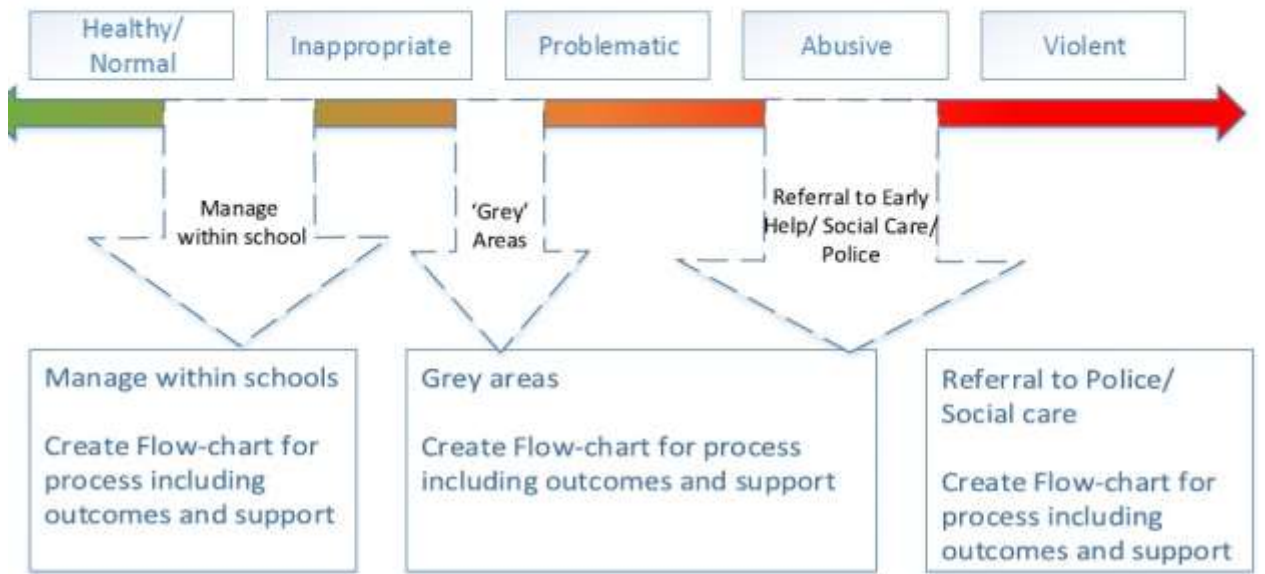 Healthy/
Normal
Inappropriate
Problematic
Abusive
Violent
Manage
within school
'Grey'
Areas
Referral to Early
Help/ Social Care/
Police
Manage within schools
Create Flow-chart for
process including
outcomes and support
Grey areas
Create Flow-chart for process
including outcomes and support
Referral to Police/
Social care
Create Flow-chart for
process including
outcomes and support